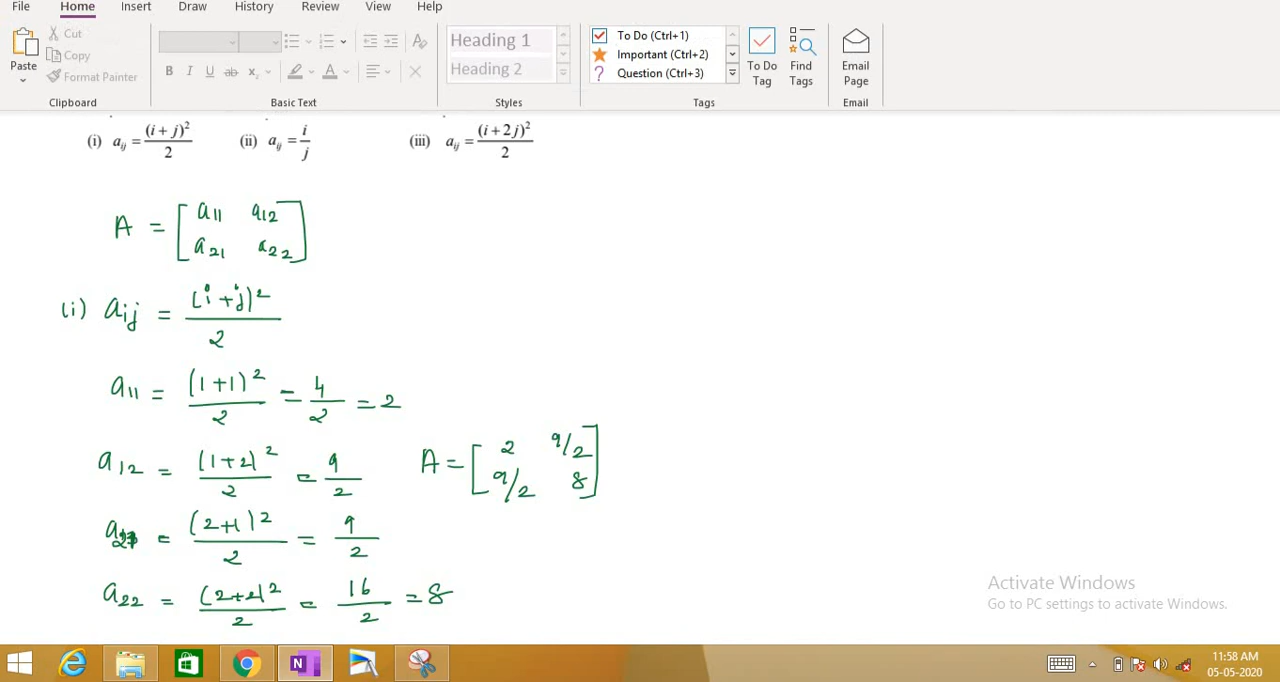 File Home Insert Draw History Review View Help
Paste
Cut
Copy
Format Painter
Clipboard
B I U ab x₂ A
Basic Text
Heading 1
Heading 2
Styles
To Do (Ctrl+1)
Important (Ctrl+2)
? Question (Ctrl+3)
To Do Tag
Find Tags
Tags
Email Page
Email
(i) aᵢⱼ = (i + j)²/2 (ii) aᵢⱼ = i/j (iii) aᵢⱼ = (i + 2j)²/2
A = [a11 a12
a21 a22]
(i) aij = (i+j)²/2
a11 = (1+1)²/2 = 4/2 = 2
a12 = (1+2)²/2 = 9/2
A = [2 9/2
9/2 8]
a21 = (2+1)²/2 = 9/2
a22 = (2+2)²/2 = 16/2 = 8
Activate Windows
Go to PC settings to activate Windows.
N
11:58 AM
05-05-2020